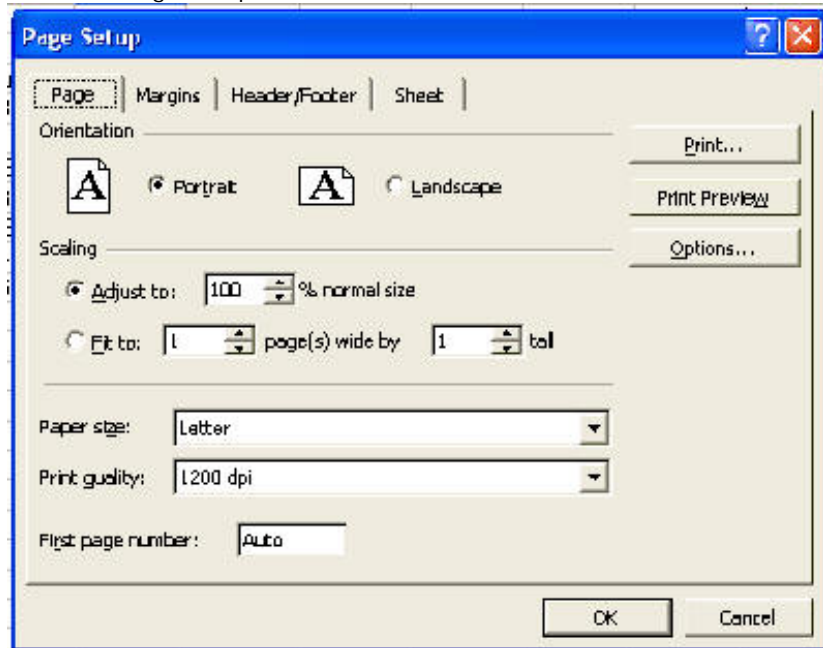 Page Setup
Page Margins Header/Footer Sheet
Orientation
Print...
A Portrait A Landscape
Print Preview
Scaling
Options...
Adjust to: 100 % normal size
Fit to: 1 page(s) wide by 1 tall
Paper size: Letter
Print quality: 1200 dpi
First page number: Auto
OK Cancel